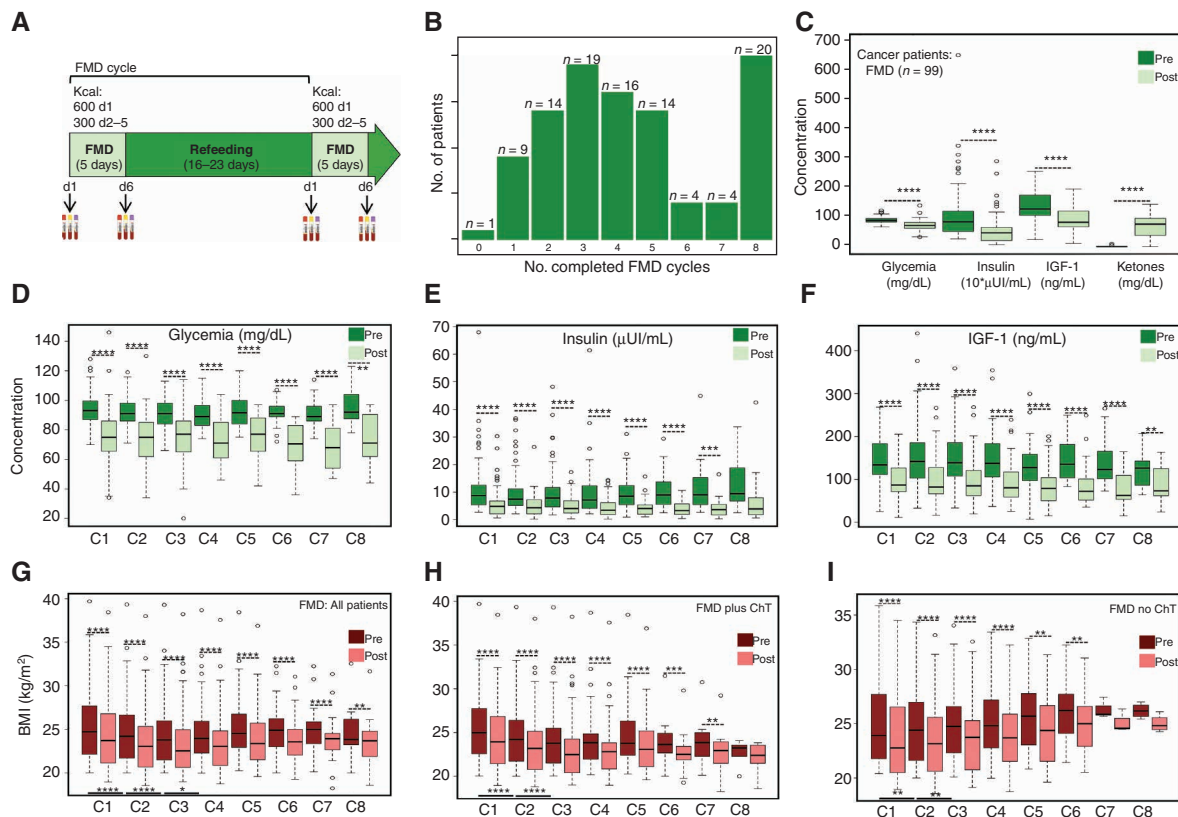 A
FMD cycle
Kcal:
600 d1
300 d2–5
Kcal:
600 d1
300 d2–5
FMD
(5 days)
Refeeding
(16–23 days)
FMD
(5 days)
d1
d6
d1
d6
B
No. of patients
n = 1
n = 9
n = 14
n = 19
n = 16
n = 14
n = 4
n = 4
n = 20
0 1 2 3 4 5 6 7 8
No. completed FMD cycles
C
Concentration
700
600
500
400
300
200
100
0
Cancer patients:
FMD (n = 99)
Pre
Post
****
****
****
****
Glycemia
(mg/dL)
Insulin
(10*μUI/mL)
IGF-1
(ng/mL)
Ketones
(mg/dL)
D
Glycemia (mg/dL)
Concentration
140
120
100
80
60
40
20
Pre
Post
**** **** **** **** **** **** **** **
C1 C2 C3 C4 C5 C6 C7 C8
E
Insulin (μUI/mL)
70
60
50
40
30
20
10
0
Pre
Post
**** **** **** **** **** **** ***
C1 C2 C3 C4 C5 C6 C7 C8
F
IGF-1 (ng/mL)
400
300
200
150
100
50
0
Pre
Post
**** **** **** **** **** **** **** **
C1 C2 C3 C4 C5 C6 C7 C8
G
FMD: All patients
BMI (kg/m2)
40
35
30
25
20
Pre
Post
**** **** **** **** **** **** **** **
C1 C2 C3 C4 C5 C6 C7 C8
**** **** *
H
FMD plus ChT
40
35
30
25
20
Pre
Post
**** **** **** **** **** *** **
C1 C2 C3 C4 C5 C6 C7 C8
**** ****
I
FMD no ChT
35
30
25
20
Pre
Post
**** **** **** **** ** **
C1 C2 C3 C4 C5 C6 C7 C8
** **